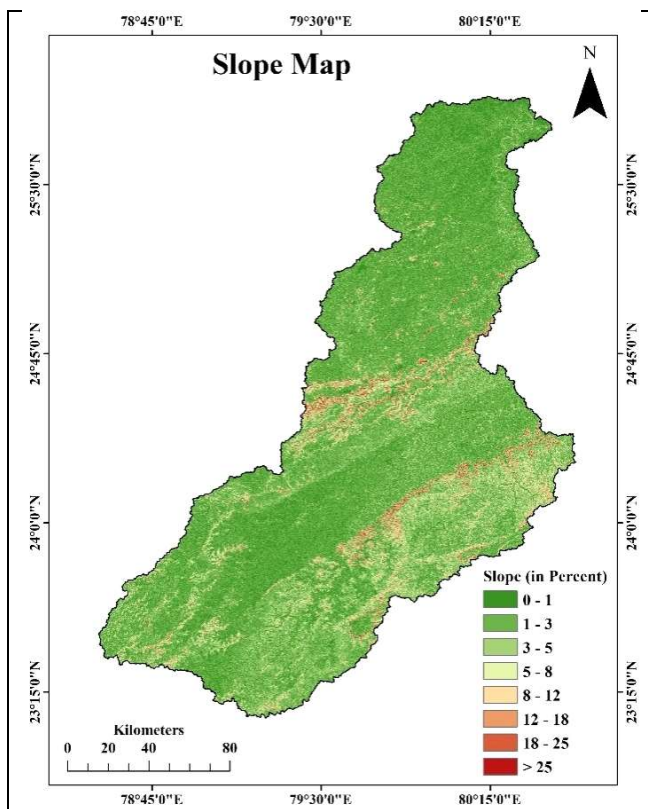 78°45'0"E 79°30'0"E 80°15'0"E
Slope Map
N
25°30'0"N 25°30'0"N
24°45'0"N 24°45'0"N
24°0'0"N 24°0'0"N
23°15'0"N 23°15'0"N
Slope (in Percent)
0 - 1
1 - 3
3 - 5
5 - 8
8 - 12
12 - 18
18 - 25
> 25
Kilometers
0 20 40 80
78°45'0"E 79°30'0"E 80°15'0"E